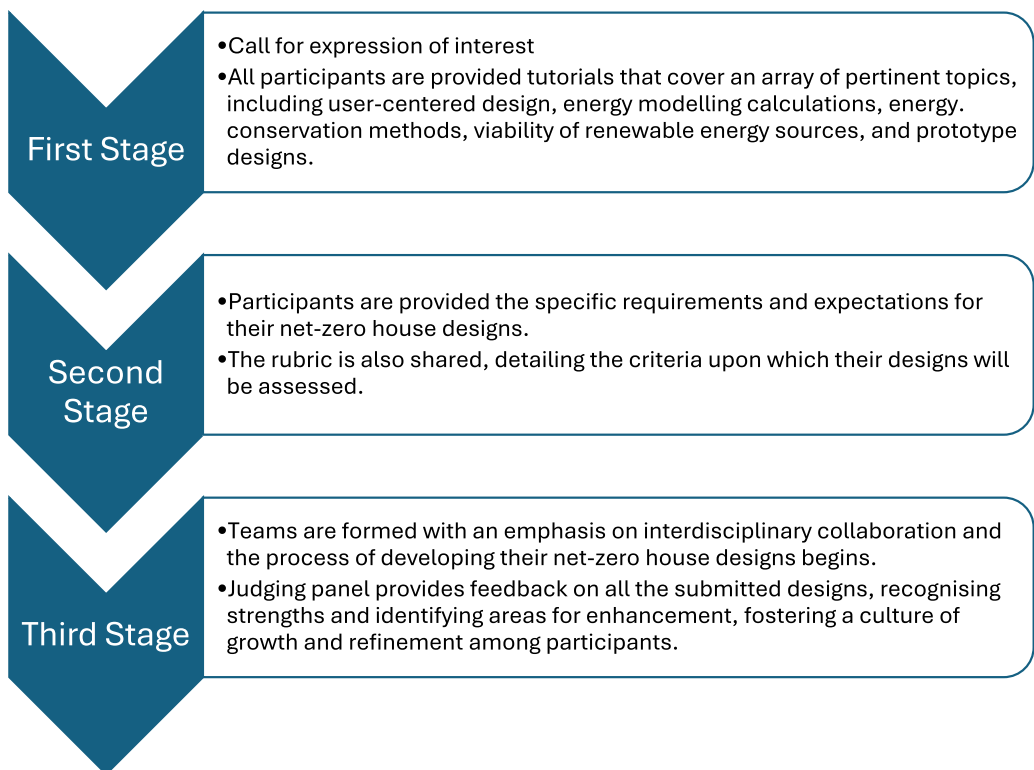 First Stage
•Call for expression of interest
•All participants are provided tutorials that cover an array of pertinent topics,
including user-centered design, energy modelling calculations, energy.
conservation methods, viability of renewable energy sources, and prototype
designs.
Second
Stage
•Participants are provided the specific requirements and expectations for
their net-zero house designs.
•The rubric is also shared, detailing the criteria upon which their designs will
be assessed.
Third Stage
•Teams are formed with an emphasis on interdisciplinary collaboration and
the process of developing their net-zero house designs begins.
•Judging panel provides feedback on all the submitted designs, recognising
strengths and identifying areas for enhancement, fostering a culture of
growth and refinement among participants.